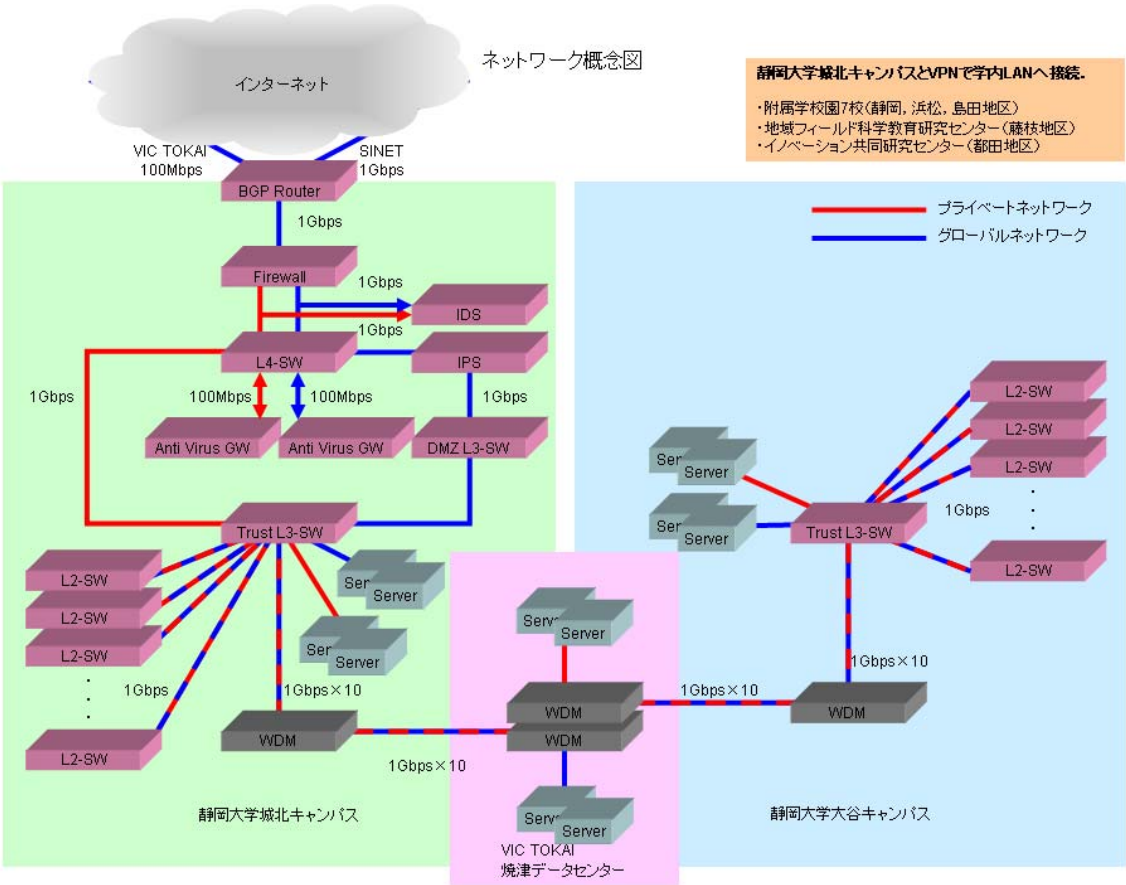 ネットワーク概念図
インターネット
静岡大学城北キャンパスとVPNで学内LANへ接続.
・附属学校園7校(静岡, 浜松, 島田地区)
・地域フィールド科学教育研究センター(藤枝地区)
・イノベーション共同研究センター(都田地区)
VIC TOKAI
100Mbps
SINET
1Gbps
BGP Router
プライベートネットワーク
グローバルネットワーク
1Gbps
Firewall
1Gbps
IDS
1Gbps
L4-SW
IPS
1Gbps
100Mbps
100Mbps
1Gbps
Anti Virus GW
Anti Virus GW
DMZ L3-SW
L2-SW
L2-SW
L2-SW
1Gbps
L2-SW
Server
Server
Server
Trust L3-SW
Trust L3-SW
L2-SW
L2-SW
L2-SW
1Gbps
L2-SW
Server
Server
Server
1Gbps×10
WDM
1Gbps×10
WDM
WDM
1Gbps×10
1Gbps×10
WDM
Server
Server
静岡大学城北キャンパス
静岡大学大谷キャンパス
VIC TOKAI
焼津データセンター